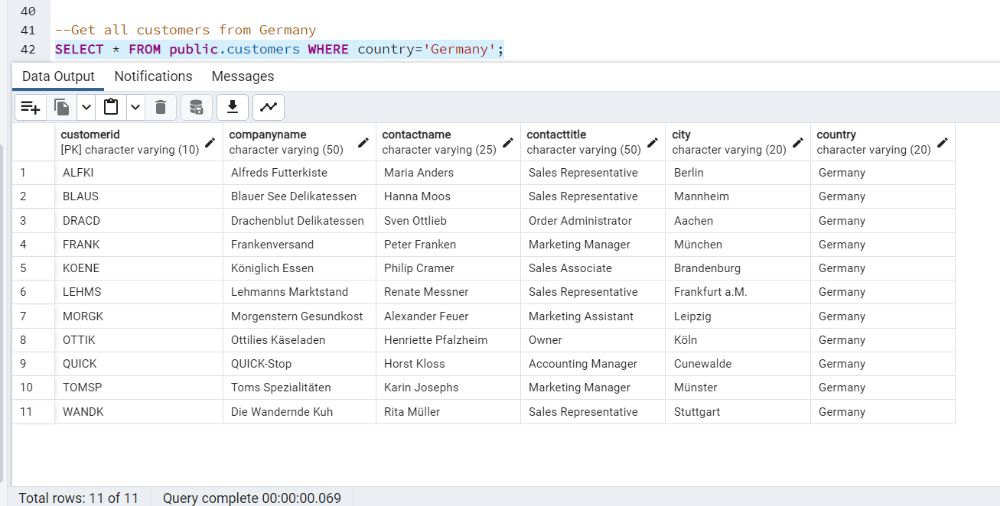 40
41 --Get all customers from Germany
42 SELECT * FROM public.customers WHERE country='Germany';
Data Output Notifications Messages
customerid companyname contactname contacttitle city country
[PK] character varying (10) character varying (50) character varying (25) character varying (50) character varying (20) character varying (20)
1 ALFKI Alfreds Futterkiste Maria Anders Sales Representative Berlin Germany
2 BLAUS Blauer See Delikatessen Hanna Moos Sales Representative Mannheim Germany
3 DRACD Drachenblut Delikatessen Sven Ottlieb Order Administrator Aachen Germany
4 FRANK Frankenversand Peter Franken Marketing Manager München Germany
5 KOENE Königlich Essen Philip Cramer Sales Associate Brandenburg Germany
6 LEHMS Lehmanns Marktstand Renate Messner Sales Representative Frankfurt a.M. Germany
7 MORGK Morgenstern Gesundkost Alexander Feuer Marketing Assistant Leipzig Germany
8 OTTIK Ottilies Käseladen Henriette Pfalzheim Owner Köln Germany
9 QUICK QUICK-Stop Horst Kloss Accounting Manager Cunewalde Germany
10 TOMSP Toms Spezialitäten Karin Josephs Marketing Manager Münster Germany
11 WANDK Die Wandernde Kuh Rita Müller Sales Representative Stuttgart Germany
Total rows: 11 of 11 Query complete 00:00:00.069